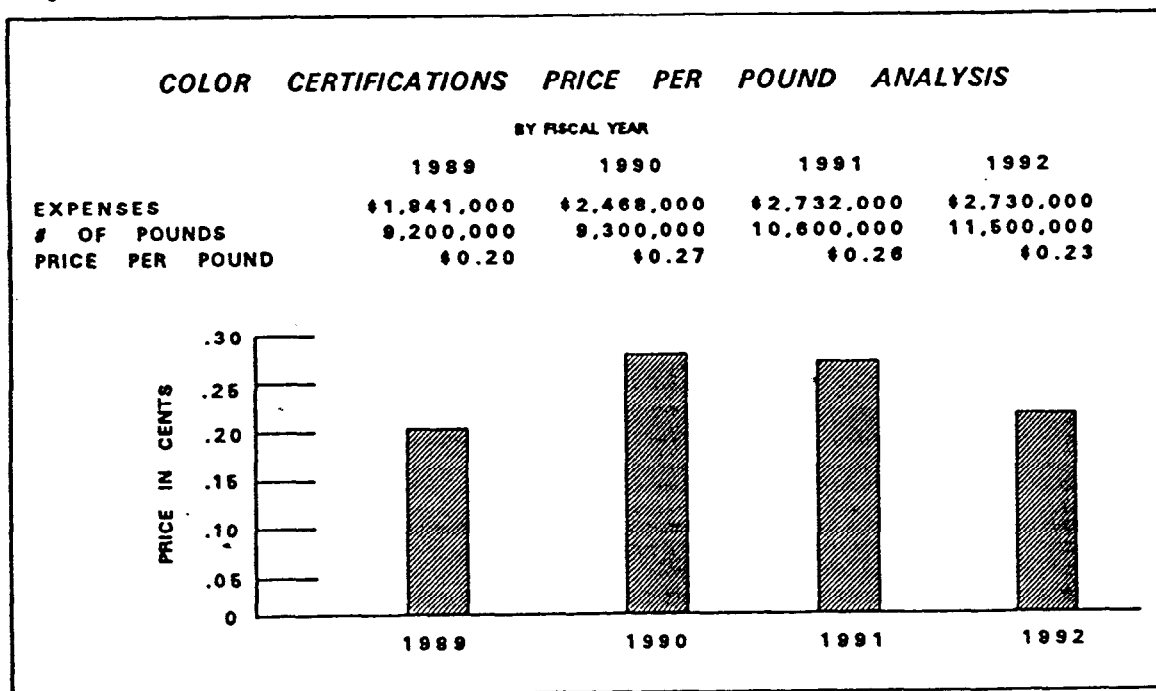 COLOR CERTIFICATIONS PRICE PER POUND ANALYSIS
BY FISCAL YEAR
1989 1990 1991 1992
EXPENSES $1,841,000 $2,468,000 $2,732,000 $2,730,000
# OF POUNDS 9,200,000 9,300,000 10,600,000 11,500,000
PRICE PER POUND $0.20 $0.27 $0.26 $0.23
PRICE IN CENTS
.30
.25
.20
.15
.10
.05
0
1989 1990 1991 1992